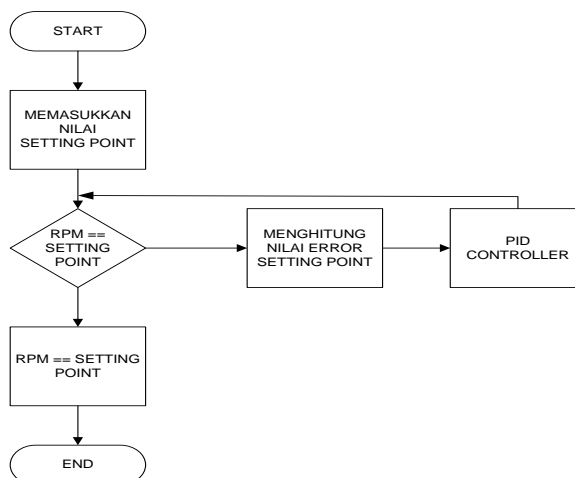 START
MEMASUKKAN
NILAI
SETTING POINT
RPM ==
SETTING
POINT
MENGHITUNG
NILAI ERROR
SETTING POINT
PID
CONTROLLER
RPM == SETTING
POINT
END